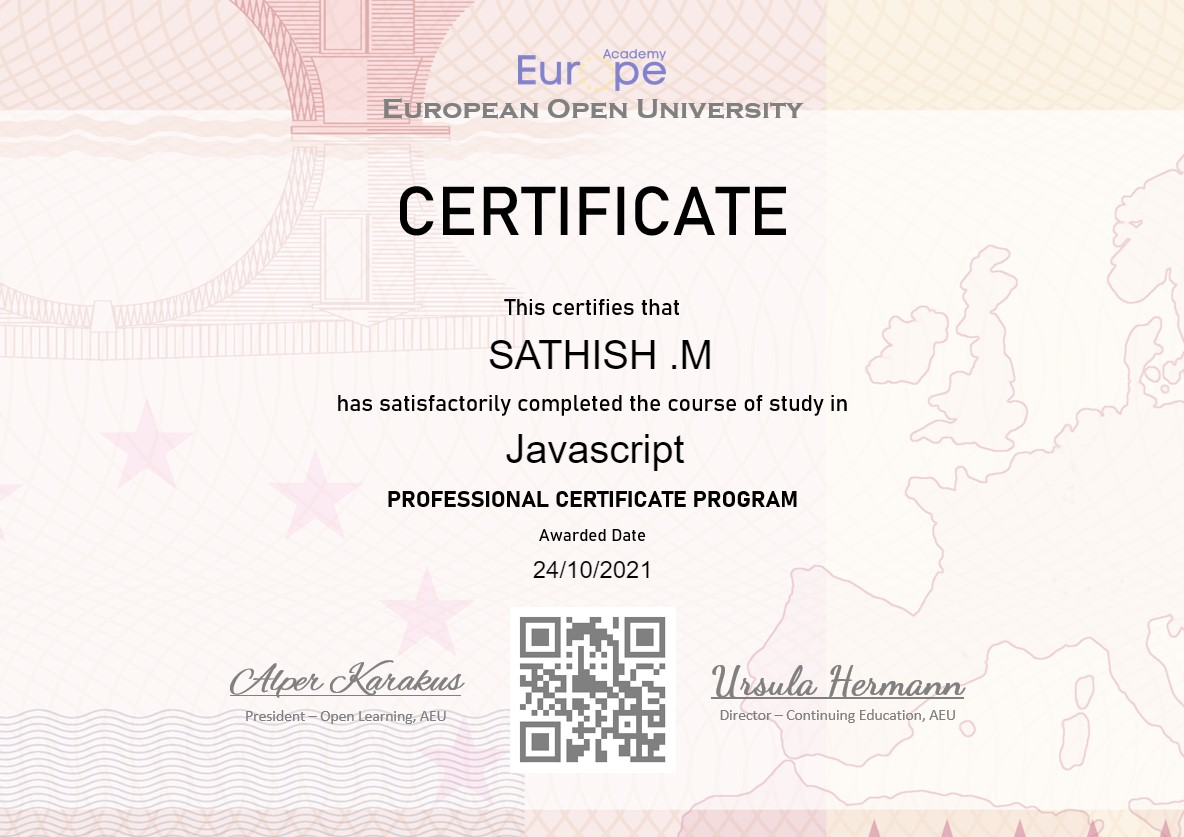 Academy
Europe
EUROPEAN OPEN UNIVERSITY
CERTIFICATE
This certifies that
SATHISH .M
has satisfactorily completed the course of study in
Javascript
PROFESSIONAL CERTIFICATE PROGRAM
Awarded Date
24/10/2021
Alper Karakus
President – Open Learning, AEU
Ursula Hermann
Director – Continuing Education, AEU